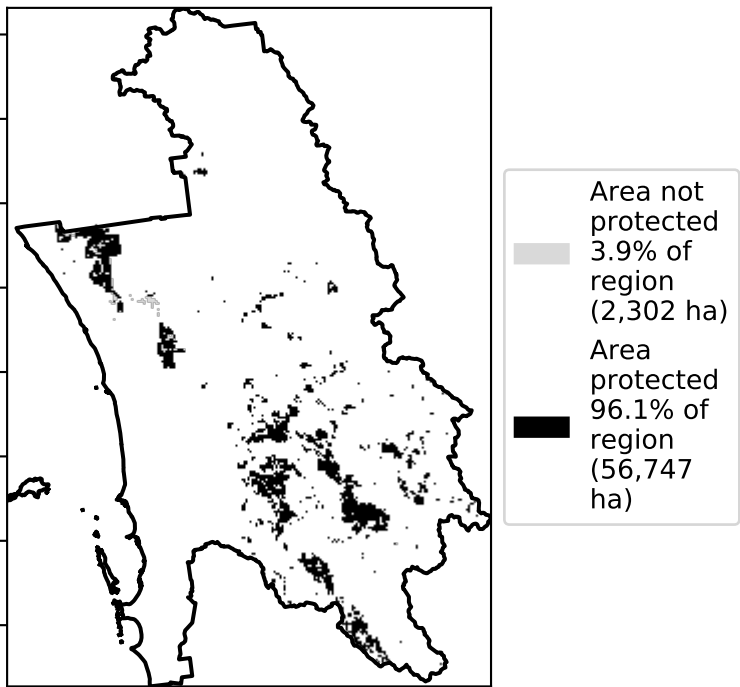 Area not
protected
3.9% of
region
(2,302 ha)
Area
protected
96.1% of
region
(56,747
ha)